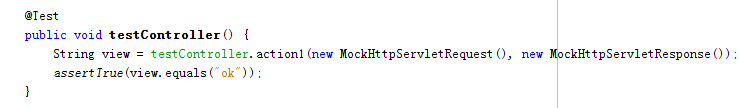 @Test
public void testController() {
String view = testController.action1(new MockHttpServletRequest(), new MockHttpServletResponse());
assertTrue(view.equals("ok"));
}